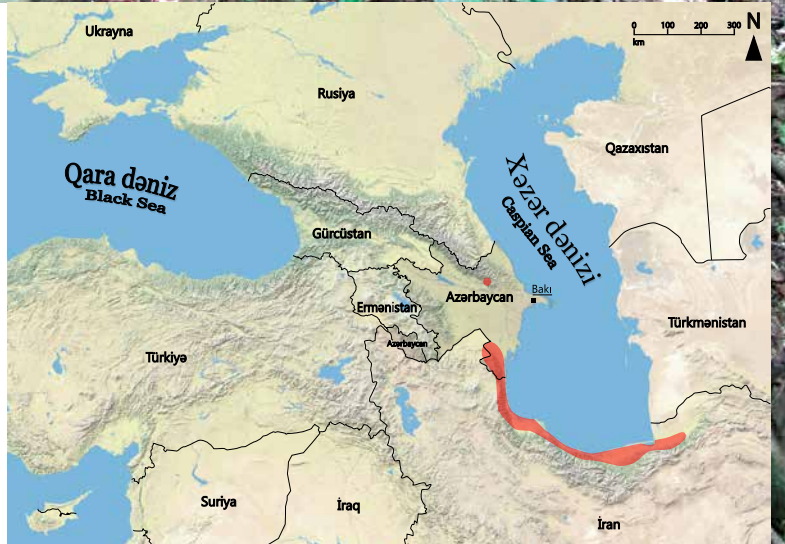 Ukrayna
0 100 200 300
km
N
Rusiya
Qazaxıstan
Qara dəniz
Black Sea
Xəzər dənizi
Caspian Sea
Gürcüstan
Azərbaycan
Bakı
Ermənistan
Azərbaycan
Türkmənistan
Türkiyə
Suriya
İraq
İran